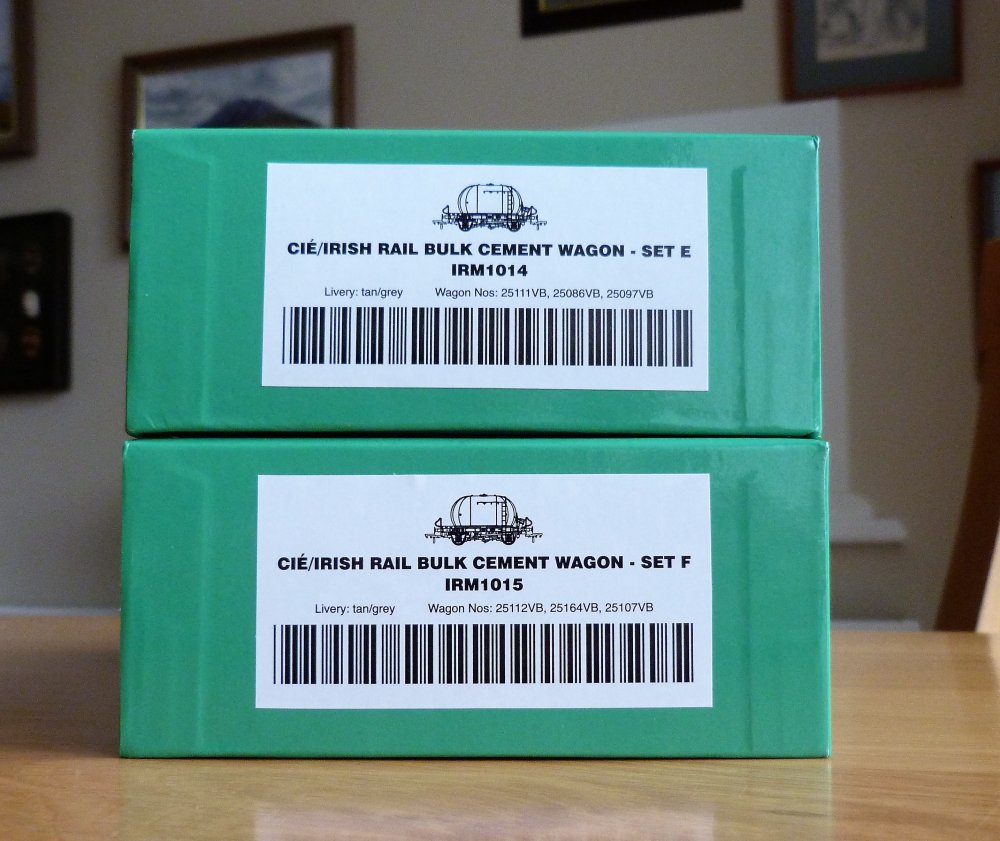 CIÉ/IRISH RAIL BULK CEMENT WAGON - SET E
IRM1014
Livery: tan/grey Wagon Nos: 25111VB, 25086VB, 25097VB
CIÉ/IRISH RAIL BULK CEMENT WAGON - SET F
IRM1015
Livery: tan/grey Wagon Nos: 25112VB, 25164VB, 25107VB